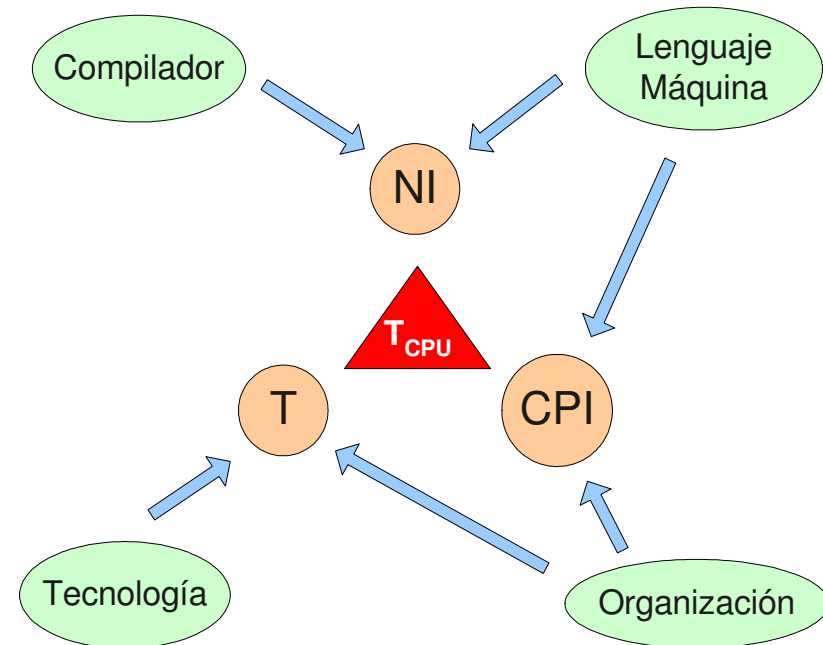 Compilador
Lenguaje
Máquina
NI
TCPU
T
CPI
Tecnología
Organización